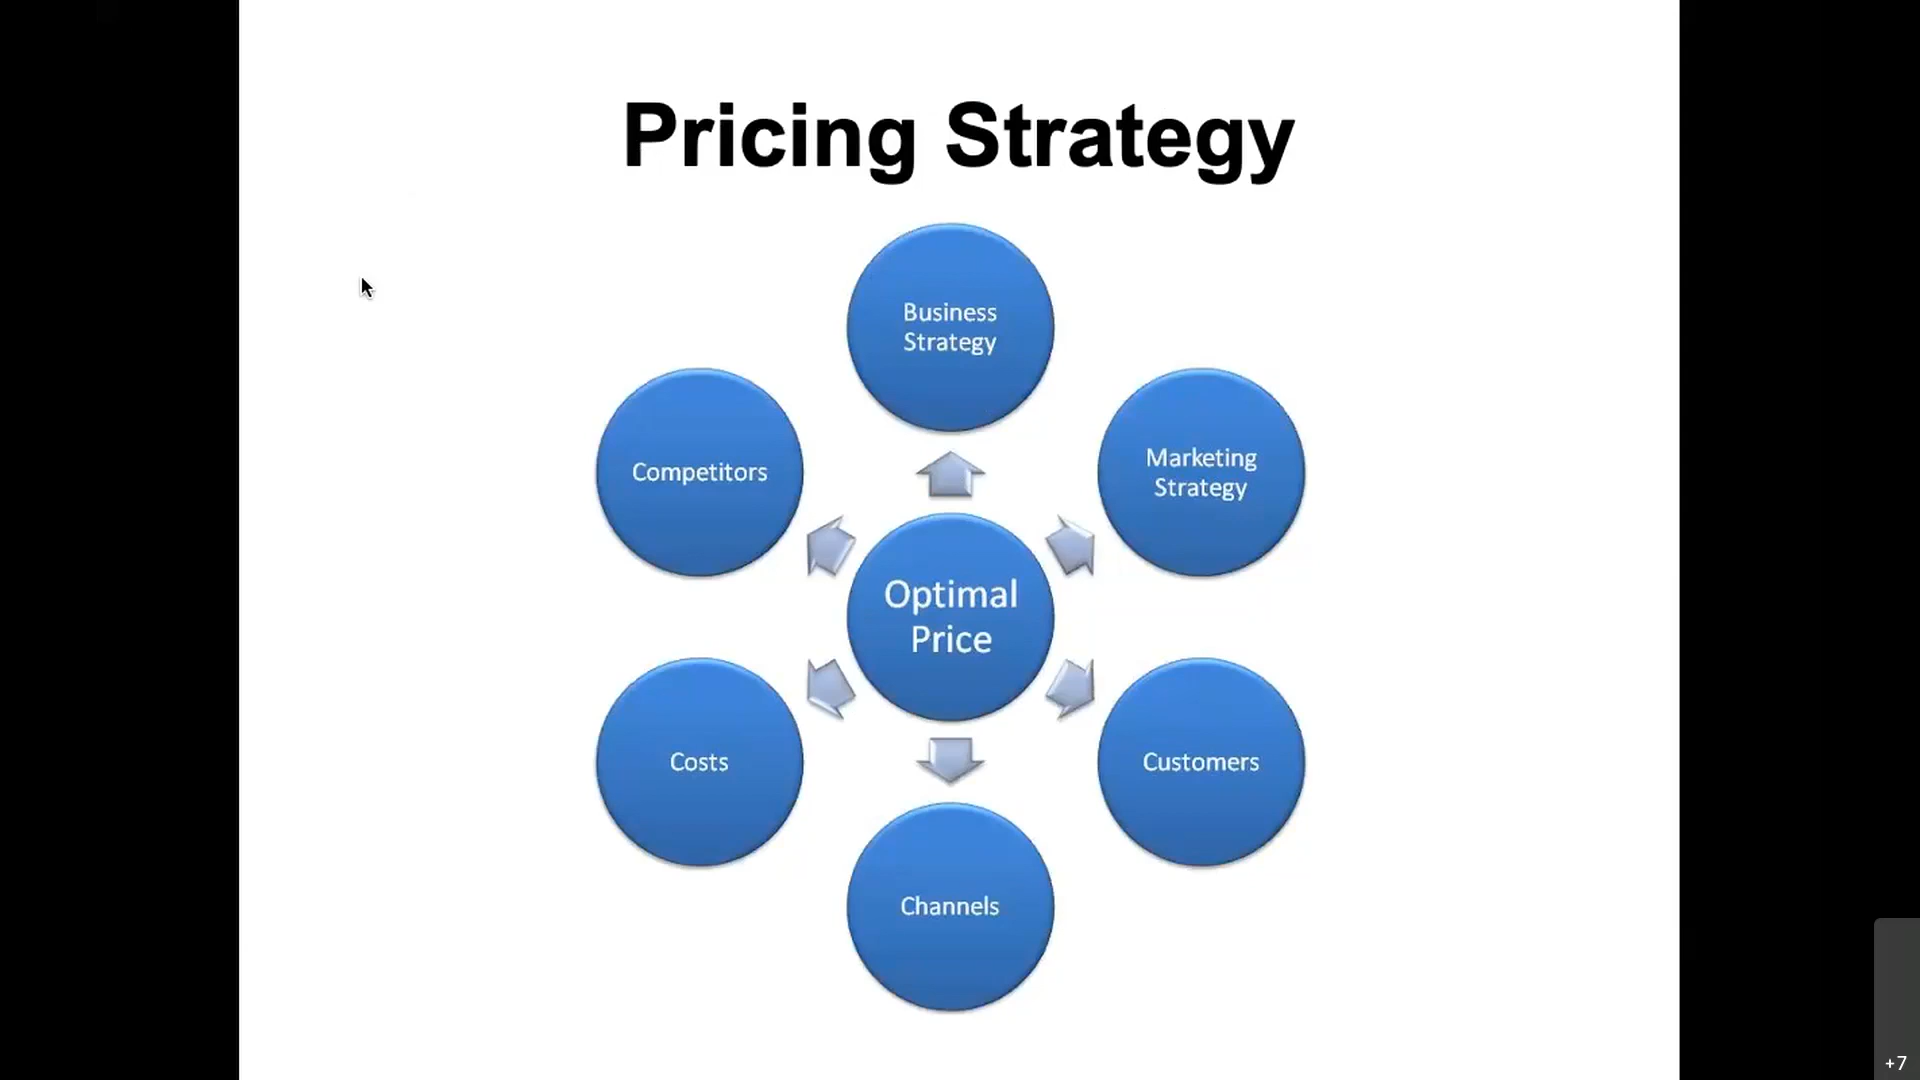 Pricing Strategy
Business
Strategy
Competitors
Marketing
Strategy
Optimal
Price
Costs
Customers
Channels
+7